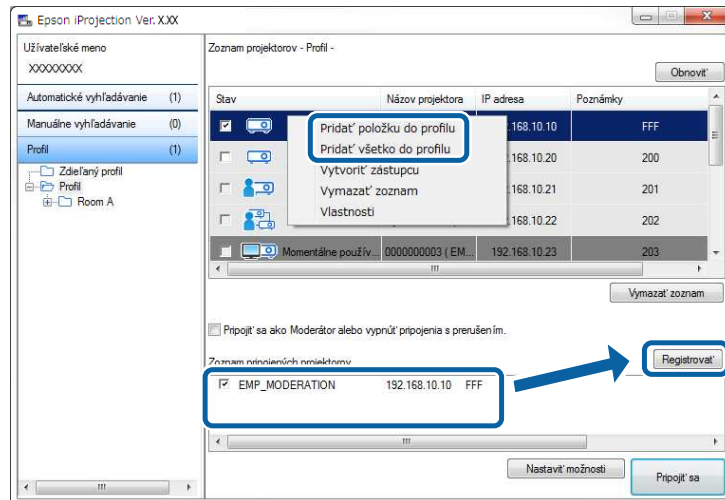 Epson iProjection Ver. X.XX
Užívateľské meno
XXXXXXXX
Automatické vyhľadávanie (1)
Manuálne vyhľadávanie (0)
Profil (1)
Zdieľaný profil
Profil
Room A
Zoznam projektorov - Profil -
Obnoviť
Stav Názov projektora IP adresa Poznámky
.168.10.10 FFF
.168.10.20 200
.168.10.21 201
.168.10.22 202
Momentálne použív... 0000000003 ( EM... 192.168.10.23 203
Pridať položku do profilu
Pridať všetko do profilu
Vytvoriť zástupcu
Vymazať zoznam
Vlastnosti
Vymazať zoznam
Pripojiť sa ako Moderátor alebo vypnúť pripojenia s prerušením.
Zoznam pripojených projektorov
Registrovať
EMP_MODERATION 192.168.10.10 FFF
Nastaviť možnosti
Pripojiť sa